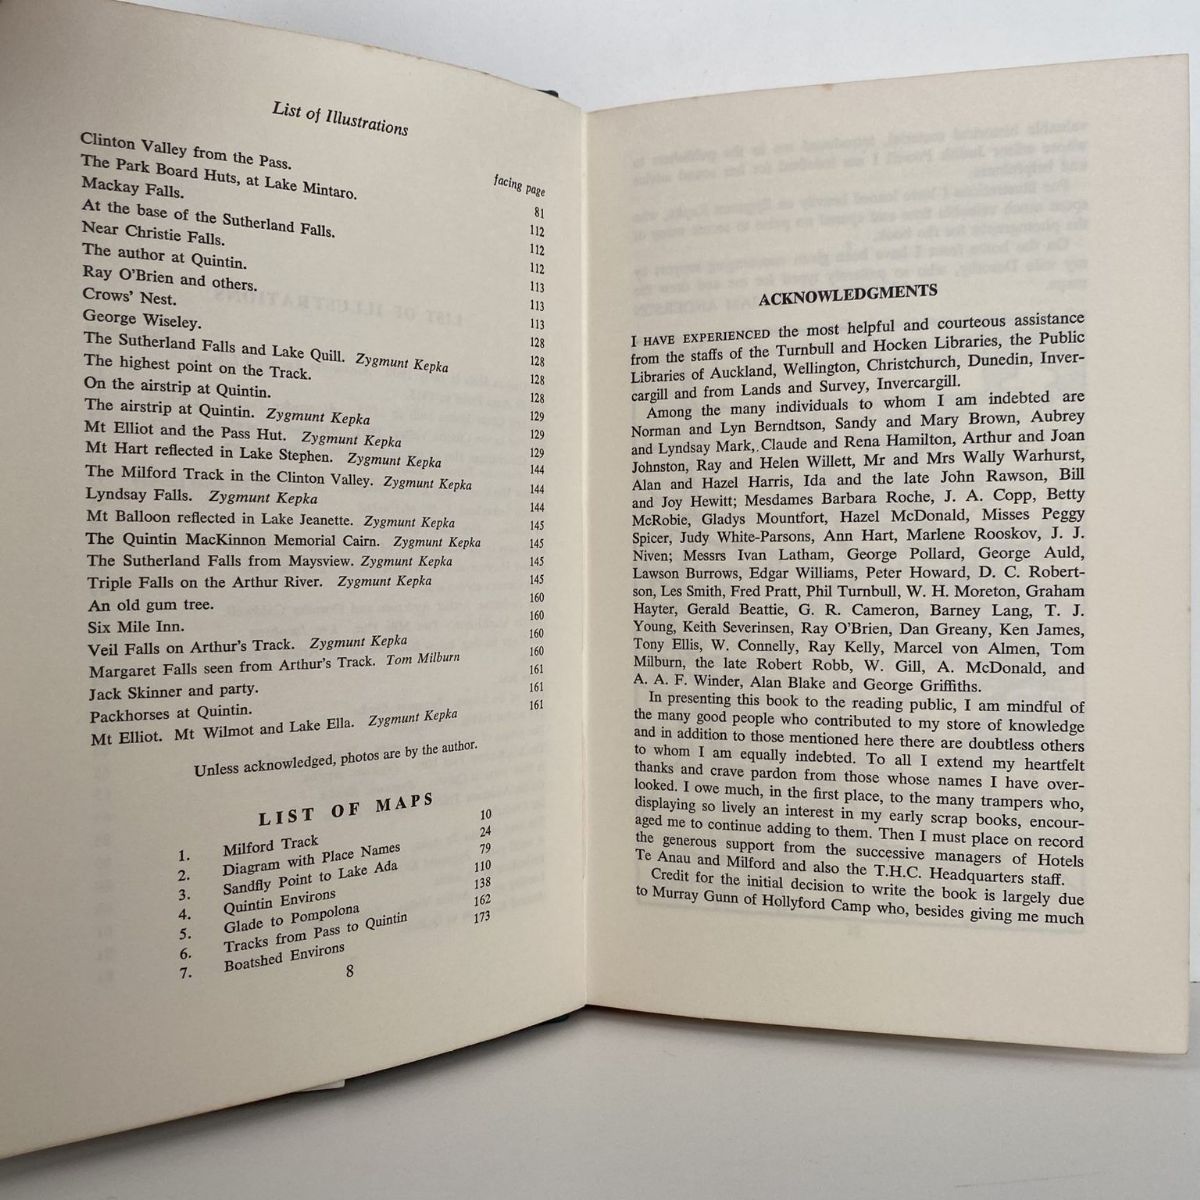 List of Illustrations
facing page
Clinton Valley from the Pass. 81
The Park Board Huts, at Lake Mintaro. 112
Mackay Falls. 112
At the base of the Sutherland Falls. 112
Near Christie Falls. 113
The author at Quintin. 113
Ray O'Brien and others. 113
Crows' Nest. 128
George Wiseley. 128
The Sutherland Falls and Lake Quill. Zygmunt Kepka 128
The highest point on the Track. 128
On the airstrip at Quintin. 129
The airstrip at Quintin. Zygmunt Kepka 129
Mt Elliot and the Pass Hut. Zygmunt Kepka 129
Mt Hart reflected in Lake Stephen. Zygmunt Kepka 144
The Milford Track in the Clinton Valley. Zygmunt Kepka 144
Lyndsay Falls. Zygmunt Kepka 144
Mt Balloon reflected in Lake Jeanette. Zygmunt Kepka 145
The Quintin MacKinnon Memorial Cairn. Zygmunt Kepka 145
The Sutherland Falls from Maysview. Zygmunt Kepka 145
Triple Falls on the Arthur River. Zygmunt Kepka 145
An old gum tree. 160
Six Mile Inn. 160
Veil Falls on Arthur's Track. Zygmunt Kepka 160
Margaret Falls seen from Arthur's Track. Tom Milburn 160
Jack Skinner and party. 161
Packhorses at Quintin. 161
Mt Elliot. Mt Wilmot and Lake Ella. Zygmunt Kepka 161
Unless acknowledged, photos are by the author.
LIST OF MAPS
1. Milford Track 10
2. Diagram with Place Names 24
3. Sandfly Point to Lake Ada 79
4. Quintin Environs 110
5. Glade to Pompolona 138
6. Tracks from Pass to Quintin 162
7. Boatshed Environs 173
8
ACKNOWLEDGMENTS
I HAVE EXPERIENCED the most helpful and courteous assistance
from the staffs of the Turnbull and Hocken Libraries, the Public
Libraries of Auckland, Wellington, Christchurch, Dunedin, Inver-
cargill and from Lands and Survey, Invercargill.
Among the many individuals to whom I am indebted are
Norman and Lyn Berndtson, Sandy and Mary Brown, Aubrey
and Lyndsay Mark, Claude and Rena Hamilton, Arthur and Joan
Johnston, Ray and Helen Willett, Mr and Mrs Wally Warhurst,
Alan and Hazel Harris, Ida and the late John Rawson, Bill
and Joy Hewitt; Mesdames Barbara Roche, J. A. Copp, Betty
McRobie, Gladys Mountfort, Hazel McDonald, Misses Peggy
Spicer, Judy White-Parsons, Ann Hart, Marlene Rooskov, J. J.
Niven; Messrs Ivan Latham, George Pollard, George Auld,
Lawson Burrows, Edgar Williams, Peter Howard, D. C. Robert-
son, Les Smith, Fred Pratt, Phil Turnbull, W. H. Moreton, Graham
Hayter, Gerald Beattie, G. R. Cameron, Barney Lang, T. J.
Young, Keith Severinsen, Ray O'Brien, Dan Greany, Ken James,
Tony Ellis, W. Connelly, Ray Kelly, Marcel von Almen, Tom
Milburn, the late Robert Robb, W. Gill, A. McDonald, and
A. A. F. Winder, Alan Blake and George Griffiths.
In presenting this book to the reading public, I am mindful of
the many good people who contributed to my store of knowledge
and in addition to those mentioned here there are doubtless others
to whom I am equally indebted. To all I extend my heartfelt
thanks and crave pardon from those whose names I have over-
looked. I owe much, in the first place, to the many trampers who,
displaying so lively an interest in my early scrap books, encour-
aged me to continue adding to them. Then I must place on record
the generous support from the successive managers of Hotels
Te Anau and Milford and also the T.H.C. Headquarters staff.
Credit for the initial decision to write the book is largely due
to Murray Gunn of Hollyford Camp who, besides giving me much